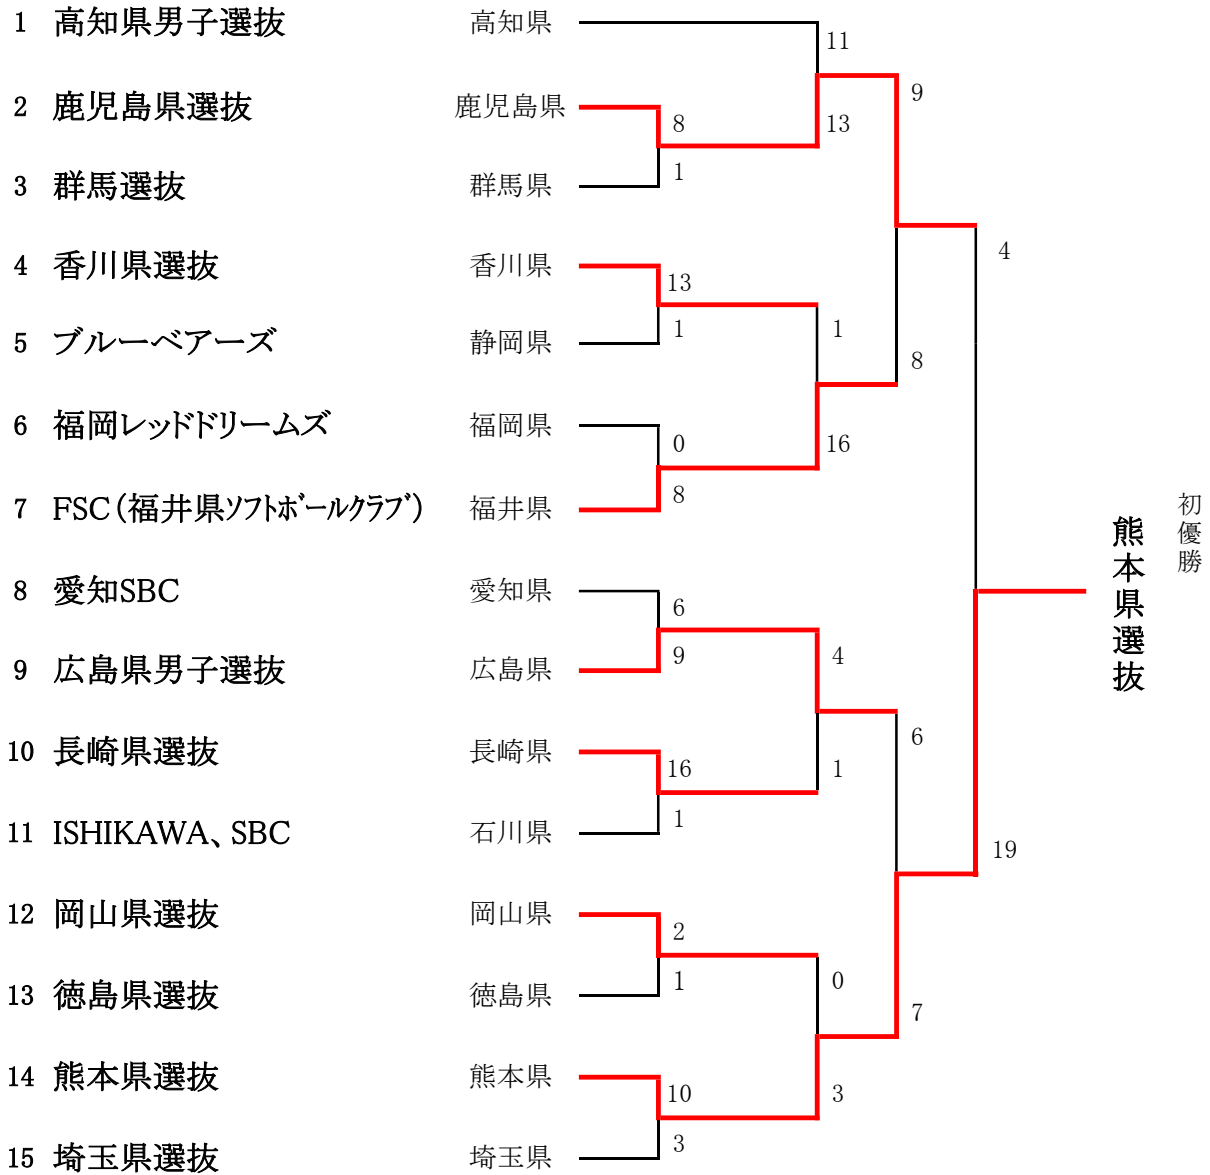 1 高知県男子選抜 高知県
11
9
2 鹿児島県選抜 鹿児島県
8
13
1
3 群馬選抜 群馬県
4
4 香川県選抜 香川県
13
1
1
5 ブルーベアーズ 静岡県
8
6 福岡レッドドリームズ 福岡県
0
16
8
7 FSC(福井県ｿﾌﾄﾎﾞｰﾙｸﾗﾌﾞ) 福井県
初優勝
熊本県選抜
8 愛知SBC 愛知県
6
9
4
9 広島県男子選抜 広島県
6
10 長崎県選抜 長崎県
16
1
1
11 ISHIKAWA、SBC 石川県
19
12 岡山県選抜 岡山県
2
1
0
13 徳島県選抜 徳島県
7
14 熊本県選抜 熊本県
10
3
3
15 埼玉県選抜 埼玉県